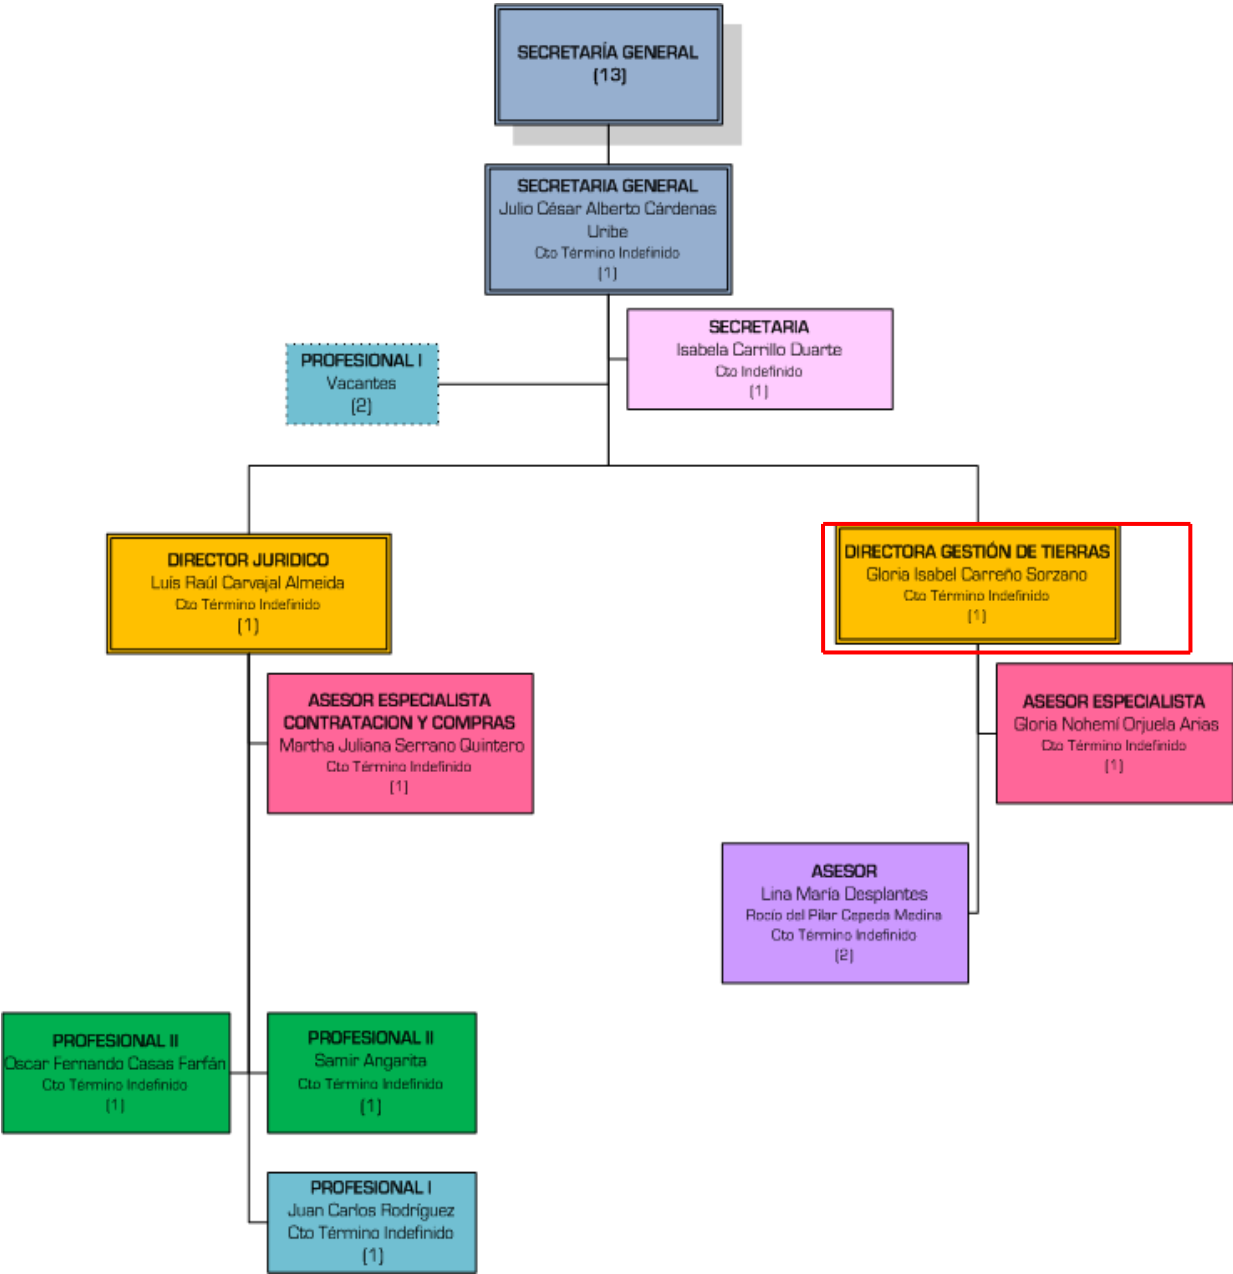 SECRETARÍA GENERAL
(13)
SECRETARIA GENERAL
Julio César Alberto Cárdenas
Uribe
Cto Término Indefinido
(1)
SECRETARIA
Isabela Carrillo Duarte
Cto Indefinido
(1)
PROFESIONAL I
Vacantes
(2)
DIRECTOR JURIDICO
Luís Raúl Carvajal Almeida
Cto Término Indefinido
(1)
DIRECTORA GESTIÓN DE TIERRAS
Gloria Isabel Carreño Sorzano
Cto Término Indefinido
(1)
ASESOR ESPECIALISTA
CONTRATACION Y COMPRAS
Martha Juliana Serrano Quintero
Cto Término Indefinido
(1)
ASESOR ESPECIALISTA
Gloria Nohemí Orjuela Arias
Cto Término Indefinido
(1)
ASESOR
Lina María Desplantes
Rocío del Pilar Cepeda Medina
Cto Término Indefinido
(2)
PROFESIONAL II
Oscar Fernando Casas Farfán
Cto Término Indefinido
(1)
PROFESIONAL II
Samir Angarita
Cto Término Indefinido
(1)
PROFESIONAL I
Juan Carlos Rodríguez
Cto Término Indefinido
(1)